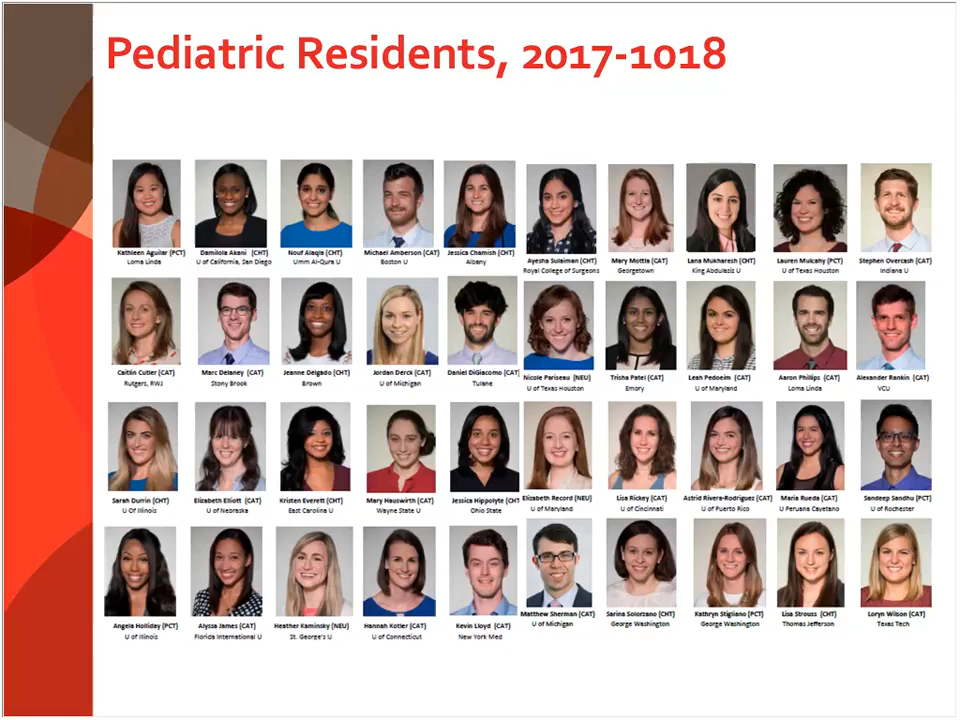 Pediatric Residents, 2017-1018
Kathleen Aguilar (PCT)
Loma Linda
Damilola Akani (CHT)
U of California, San Diego
Nouf Alaqia (CHT)
Umm Al-Qura U
Michael Amberson (CAT)
Boston U
Jessica Chamish (CHT)
Albany
Ayesha Sulaiman (CHT)
Royal College of Surgeons
Mary Mottla (CAT)
Georgetown
Lana Mukharesh (CHT)
King Abdulazis U
Lauren Mulcahy (PCT)
U of Texas Houston
Stephen Overcash (CAT)
Indiana U
Caitlin Cutler (CAT)
Rutgers, RWJ
Marc Delaney (CAT)
Stony Brook
Jeanne Delgado (CHT)
Brown
Jordan Derck (CAT)
U of Michigan
Daniel DiGiacomo (CAT)
Tulane
Nicole Pariseau (NEU)
U of Texas Houston
Trisha Patel (CAT)
Emory
Leah Pedoeim (CAT)
U of Maryland
Aaron Phillips (CAT)
Loma Linda
Alexander Rankin (CAT)
VCU
Sarah Durrin (CHT)
U Of Illinois
Elizabeth Elliott (CAT)
U of Nebraska
Kristen Everett (CHT)
East Carolina U
Mary Hauswirth (CAT)
Wayne State U
Jessica Hippolyte (CHT
Ohio State
Elizabeth Record (NEU)
U of Maryland
Lisa Rickey (CAT)
U of Cincinnati
Astrid Rivera-Rodriguez (CAT)
U of Puerto Rico
Maria Rueda (CAT)
U Peruana Cayetano
Sandeep Sandhu (PCT)
U of Rochester
Angela Holliday (PCT)
U of Illinois
Alyssa James (CAT)
Florida International U
Heather Kaminsky (NEU)
St. George's U
Hannah Kotler (CAT)
U of Connecticut
Kevin Lloyd (CAT)
New York Med
Matthew Sherman (CAT)
U of Michigan
Sarina Solorzano (CHT)
George Washington
Kathryn Stigliano (PCT)
George Washington
Lisa Strouss (CHT)
Thomas Jefferson
Loryn Wilson (CAT)
Texas Tech